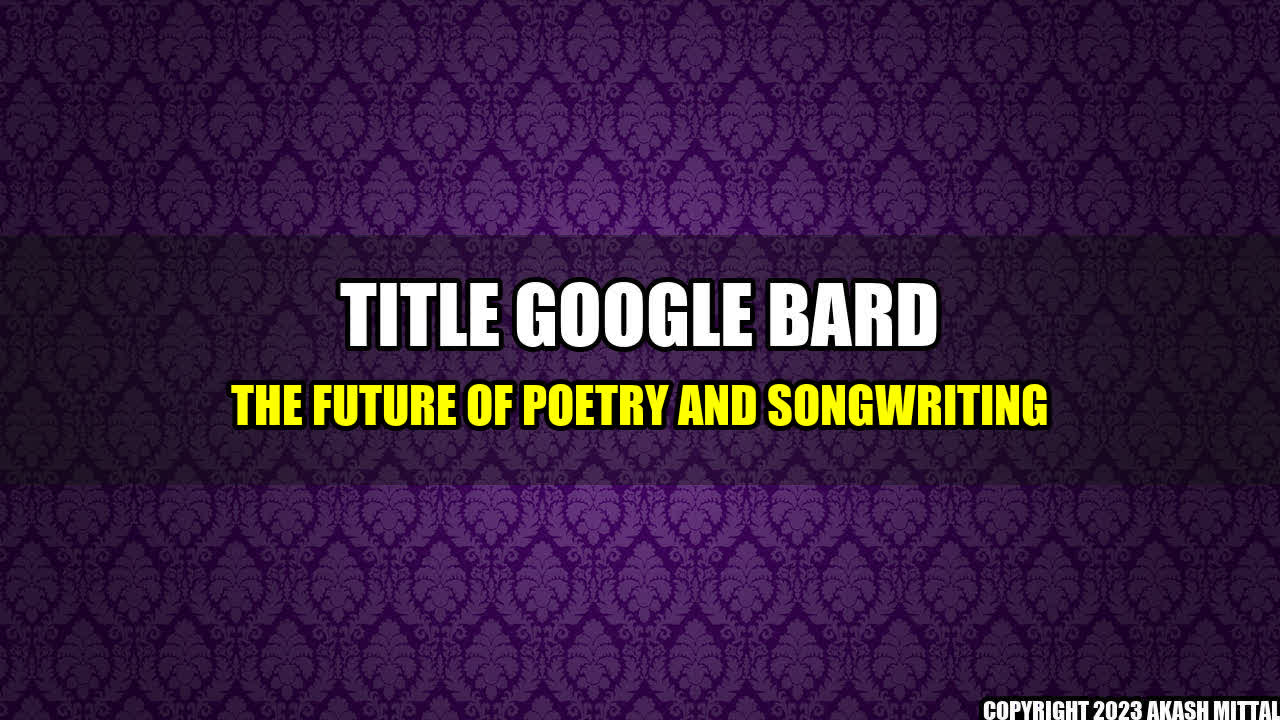 TITLE GOOGLE BARD
THE FUTURE OF POETRY AND SONGWRITING
COPYRIGHT 2023 AKASH MITTAL